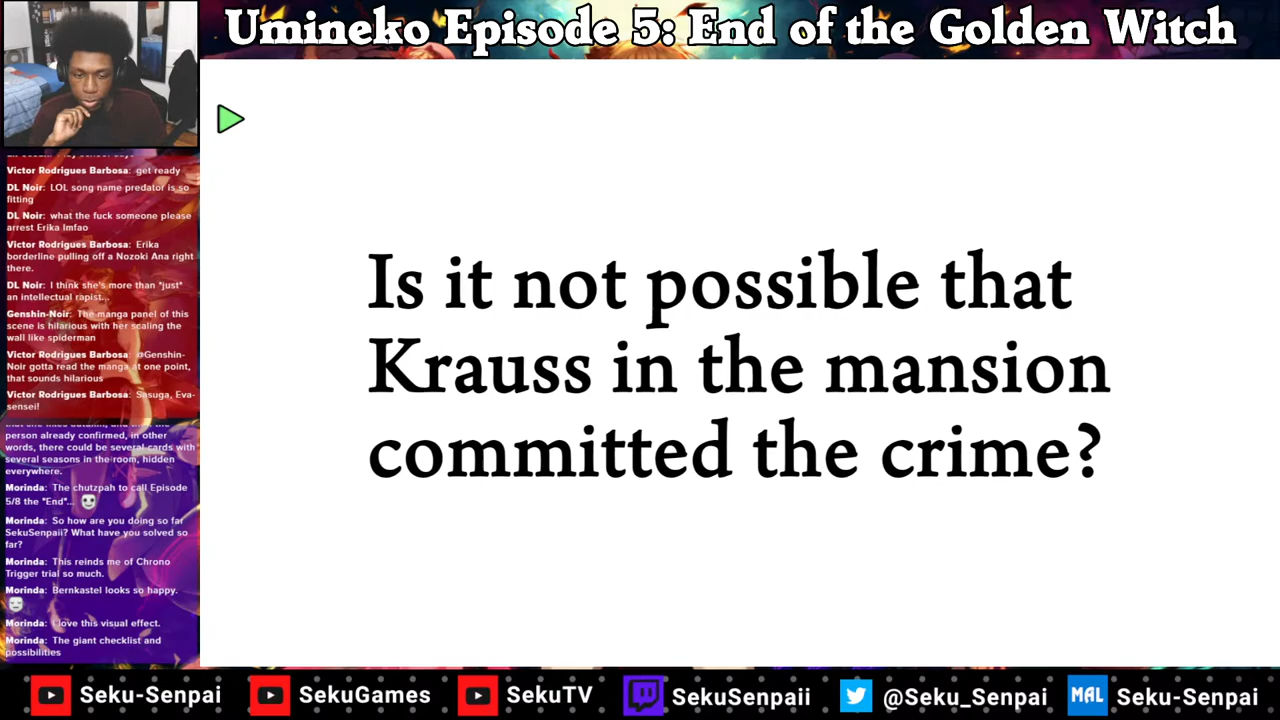 Umineko Episode 5: End of the Golden Witch
Victor Rodrigues Barbosa: get ready
DL Noir: LOL song name predator is so
fitting
DL Noir: what the fuck someone please
arrest Erika lmfao
Victor Rodrigues Barbosa: Erika
borderline pulling off a Nozoki Ana right
there.
DL Noir: I think she's more than *just*
an intellectual rapist...
Genshin-Noir: The manga panel of this
scene is hilarious with her scaling the
wall like spiderman
Victor Rodrigues Barbosa: @Genshin-
Noir gotta read the manga at one point,
that sounds hilarious
Victor Rodrigues Barbosa: Sasuga, Eva-
sensei!
person already confirmed, in other
words, there could be several cards with
several seasons in the room, hidden
everywhere.
Morinda: The chutzpah to call Episode
5/8 the "End"...
Morinda: So how are you doing so far
SekuSenpaii? What have you solved so
far?
Morinda: This reinds me of Chrono
Trigger trial so much.
Morinda: Bernkastel looks so happy.
Morinda: I love this visual effect.
Morinda: The giant checklist and
possibilities
Is it not possible that
Krauss in the mansion
committed the crime?
Seku-Senpai
SekuGames
SekuTV
SekuSenpaii
@Seku_Senpai
MAL
Seku-Senpai